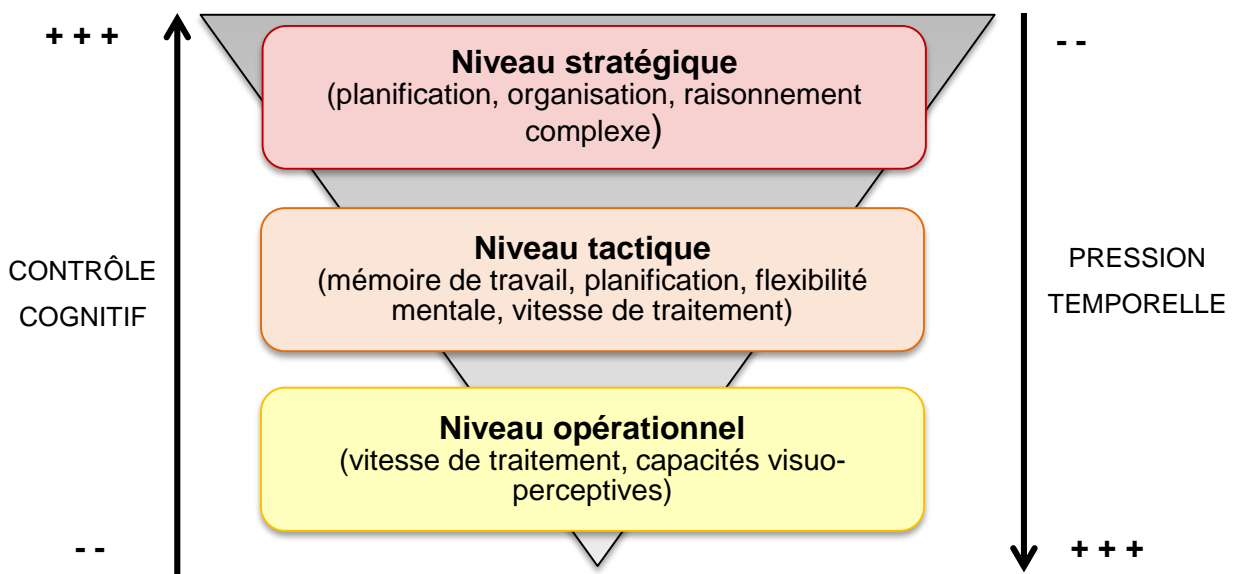 + + +
- -
Niveau stratégique
(planification, organisation, raisonnement
complexe)
Niveau tactique
(mémoire de travail, planification, flexibilité
mentale, vitesse de traitement)
CONTRÔLE
COGNITIF
PRESSION
TEMPORELLE
Niveau opérationnel
(vitesse de traitement, capacités visuo-
perceptives)
- -
+ + +